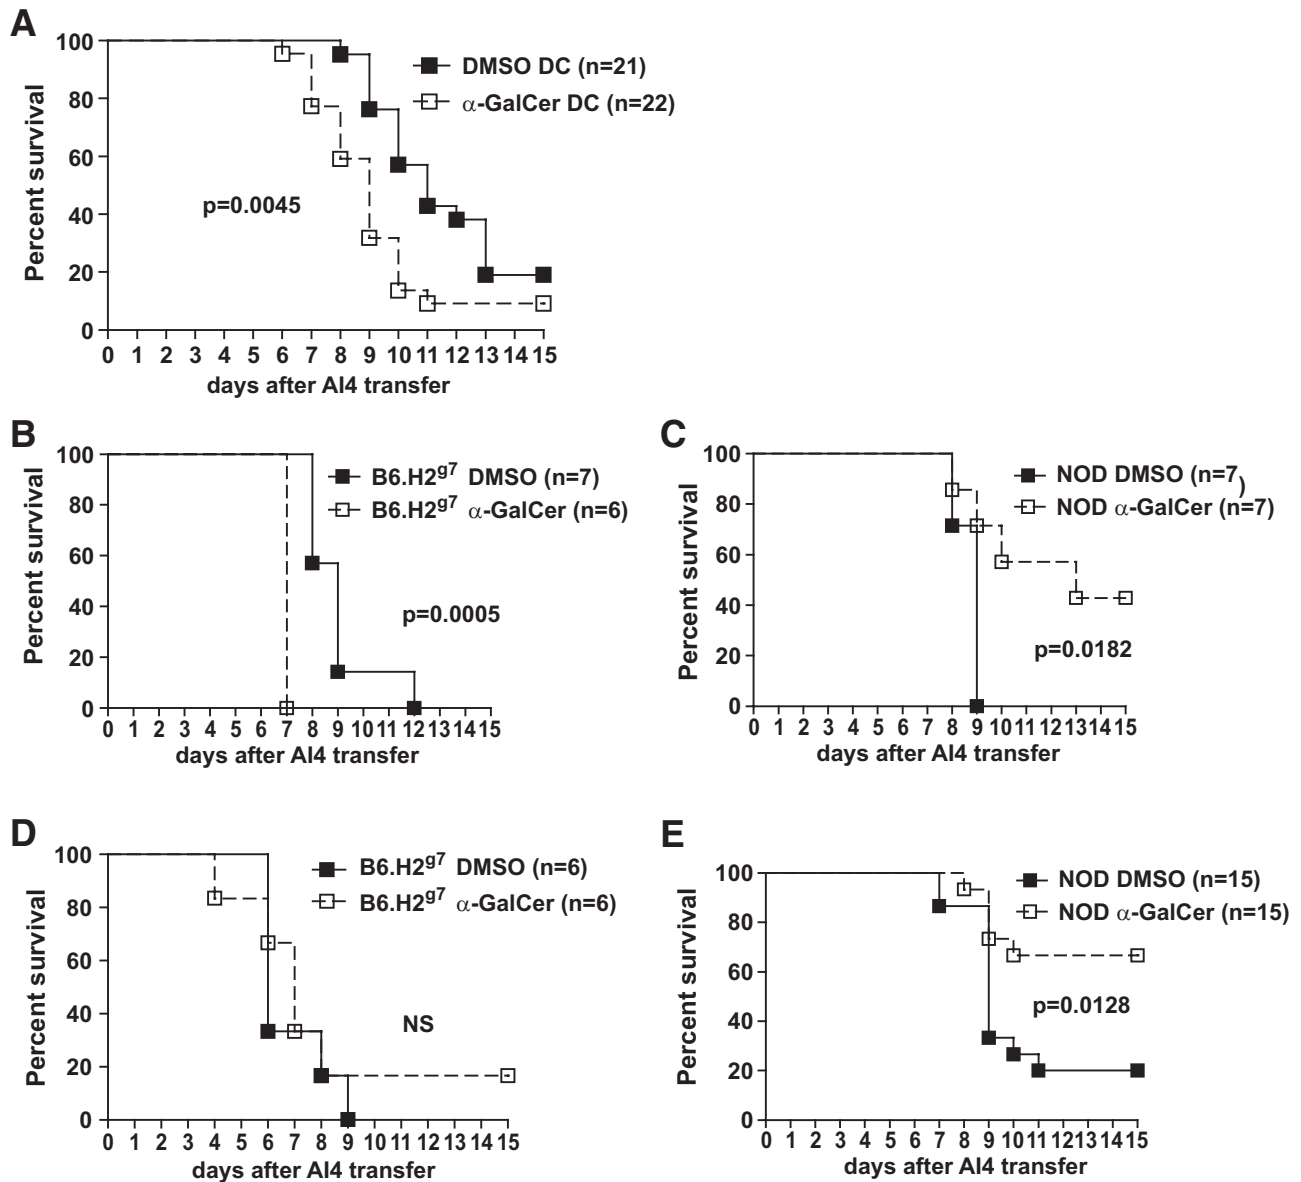 A
Percent survival
100
80
60
40
20
0
DMSO DC (n=21)
α-GalCer DC (n=22)
p=0.0045
0 1 2 3 4 5 6 7 8 9 10 11 12 13 14 15
days after AI4 transfer
B
Percent survival
100
80
60
40
20
0
B6.H2g7 DMSO (n=7)
B6.H2g7 α-GalCer (n=6)
p=0.0005
0 1 2 3 4 5 6 7 8 9 10 11 12 13 14 15
days after AI4 transfer
C
Percent survival
100
80
60
40
20
0
NOD DMSO (n=7)
NOD α-GalCer (n=7)
p=0.0182
0 1 2 3 4 5 6 7 8 9 10 11 12 13 14 15
days after AI4 transfer
D
Percent survival
100
80
60
40
20
0
B6.H2g7 DMSO (n=6)
B6.H2g7 α-GalCer (n=6)
NS
0 1 2 3 4 5 6 7 8 9 10 11 12 13 14 15
days after AI4 transfer
E
Percent survival
100
80
60
40
20
0
NOD DMSO (n=15)
NOD α-GalCer (n=15)
p=0.0128
0 1 2 3 4 5 6 7 8 9 10 11 12 13 14 15
days after AI4 transfer